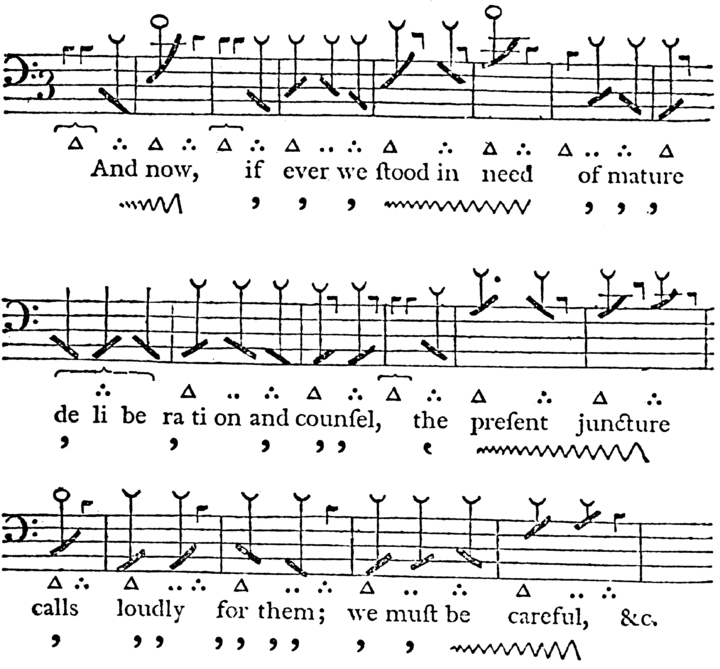 And now, if ever we ſtood in need of mature
de li be ra ti on and counſel, the preſent juncture
calls loudly for them; we muſt be careful, &c.